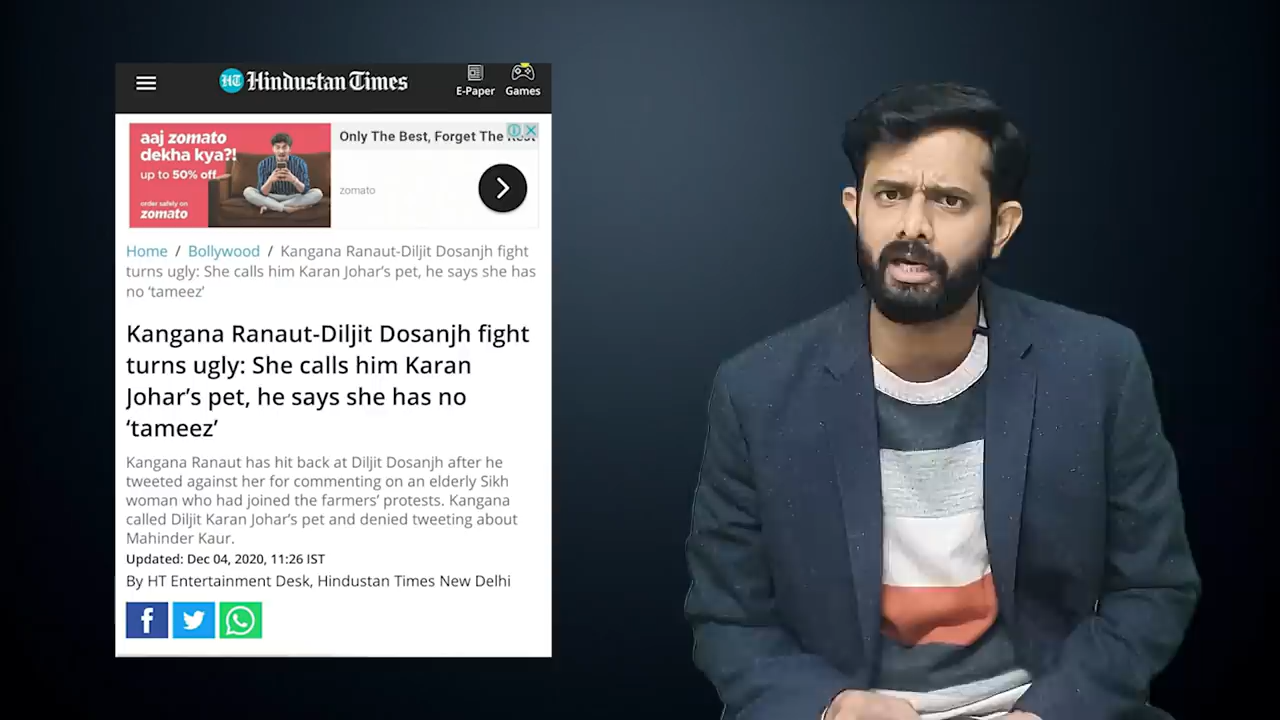 HT Hindustan Times
E-Paper
Games
aaj zomato
dekha kya?!
up to 50% off
order safely on
zomato
Only The Best, Forget The Rest
zomato
Home / Bollywood / Kangana Ranaut-Diljit Dosanjh fight
turns ugly: She calls him Karan Johar’s pet, he says she has
no ‘tameez’
Kangana Ranaut-Diljit Dosanjh fight
turns ugly: She calls him Karan
Johar’s pet, he says she has no
‘tameez’
Kangana Ranaut has hit back at Diljit Dosanjh after he
tweeted against her for commenting on an elderly Sikh
woman who had joined the farmers’ protests. Kangana
called Diljit Karan Johar’s pet and denied tweeting about
Mahinder Kaur.
Updated: Dec 04, 2020, 11:26 IST
By HT Entertainment Desk, Hindustan Times New Delhi